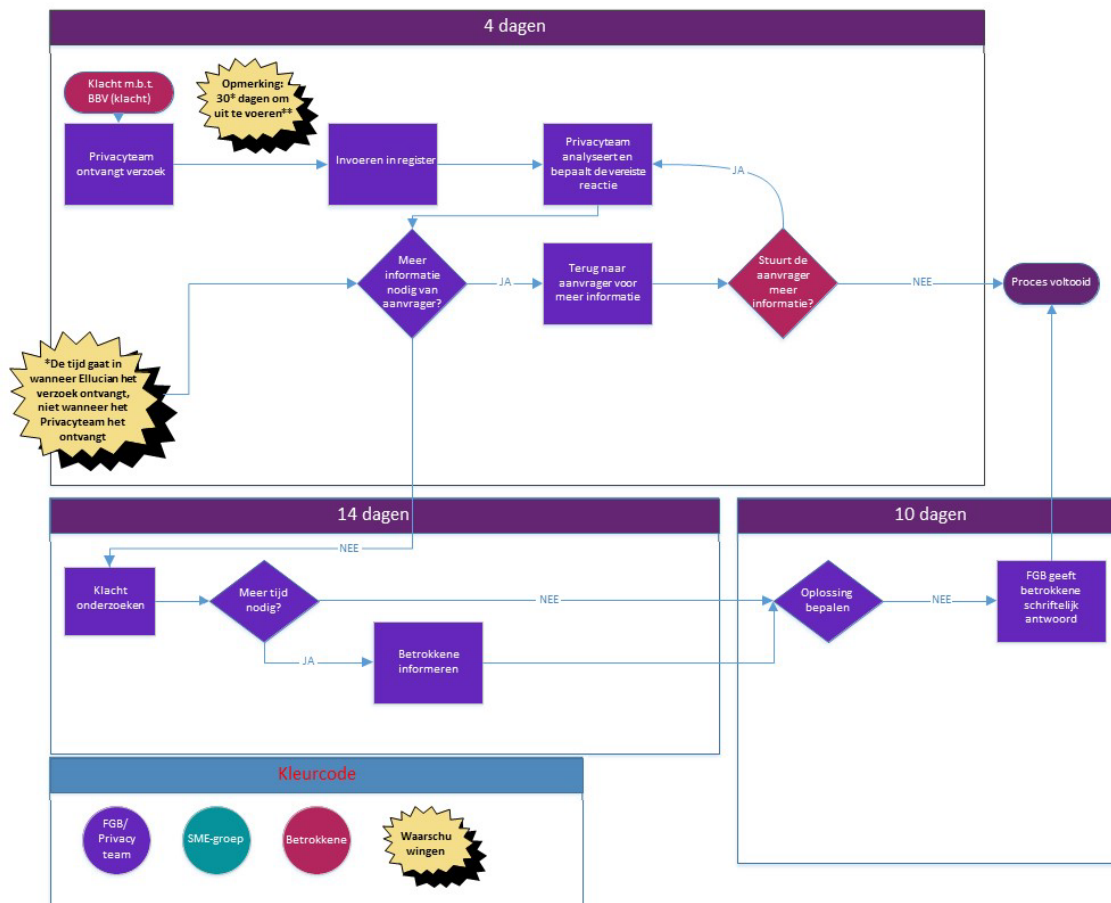 4 dagen
Klacht m.b.t.
BBV (klacht)
Opmerking:
30* dagen om
uit te voeren**
Privacyteam
ontvangt verzoek
Invoeren in register
Privacyteam
analyseert en
bepaalt de vereiste
reactie
JA
Meer
informatie
nodig van
aanvrager?
JA
Terug naar
aanvrager voor
meer informatie
Stuurt de
aanvrager
meer
informatie?
NEE
Proces voltooid
*De tijd gaat in
wanneer Ellucian het
verzoek ontvangt,
niet wanneer het
Privacyteam het
ontvangt
14 dagen
NEE
Klacht
onderzoeken
Meer tijd
nodig?
NEE
JA
Betrokkene
informeren
10 dagen
Oplossing
bepalen
NEE
FGB geeft
betrokkene
schriftelijk
antwoord
Kleurcode
FGB/
Privacy
team
SME-groep
Betrokkene
Waarschu
wingen